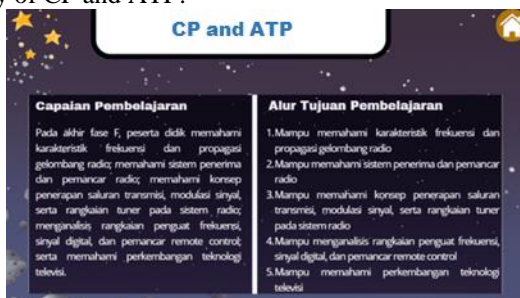 y of CP and ATP.
CP and ATP
Capaian Pembelajaran
Pada akhir fase F, peserta didik memahami
karakteristik frekuensi dan propagasi
gelombang radio; memahami sistem penerima
dan pemancar radio; memahami konsep
penerapan saluran transmisi, modulasi sinyal,
serta rangkaian tuner pada sistem radio;
menganalisis rangkaian penguat frekuensi,
sinyal digital, dan pemancar remote control;
serta memahami perkembangan teknologi
televisi.
Alur Tujuan Pembelajaran
1.Mampu memahami karakteristik frekuensi dan
propagasi gelombang radio
2.Mampu memahami sistem penerima dan pemancar
radio
3.Mampu memahami konsep penerapan saluran
transmisi, modulasi sinyal, serta rangkaian tuner
pada sistem radio
4.Mampu menganalisis rangkaian penguat frekuensi,
sinyal digital, dan pemancar remote control
5.Mampu memahami perkembangan teknologi
televisi